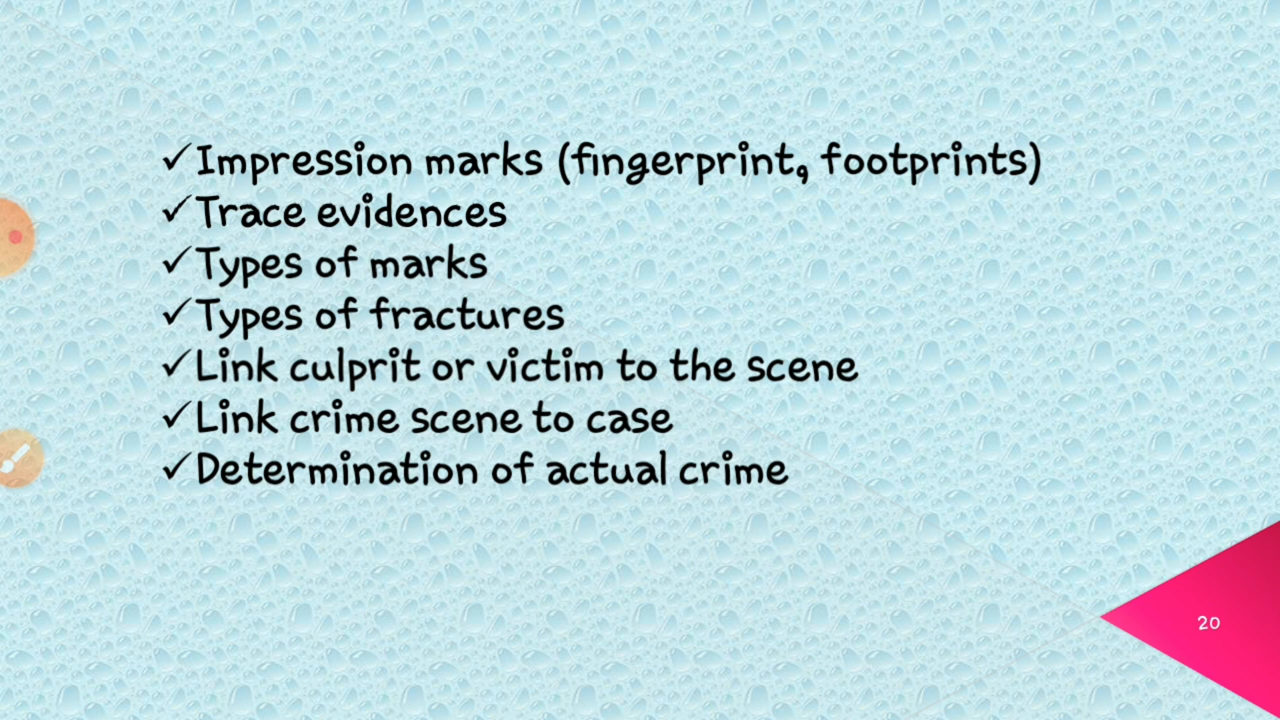 ✓Impression marks (fingerprint, footprints)
✓Trace evidences
✓Types of marks
✓Types of fractures
✓Link culprit or victim to the scene
✓Link crime scene to case
✓Determination of actual crime
20